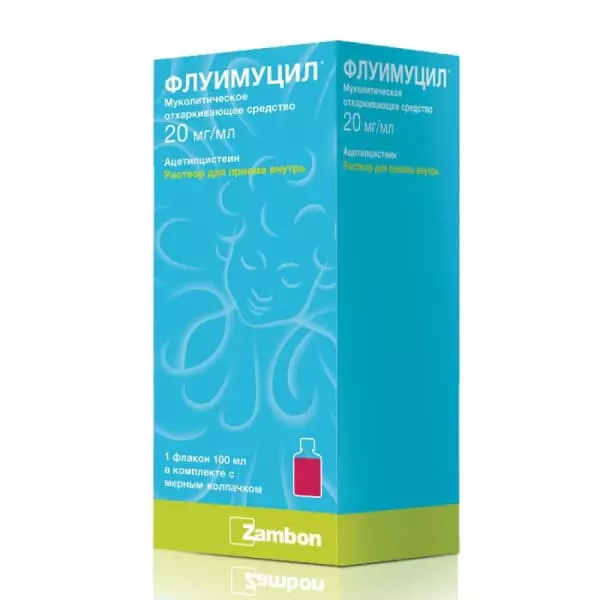 ФЛУИМУЦИЛ®
Муколитическое
отхаркивающее средство
20 мг/мл
Ацетилцистеин
Раствор для приема внутрь
1 флакон 100 мл
в комплекте с
мерным колпачком
Zambon
ФЛУИМУЦИЛ®
Муколитическое
отхаркивающее средство
20 мг/мл
Ацетилцистеин
Раствор для приема внутрь